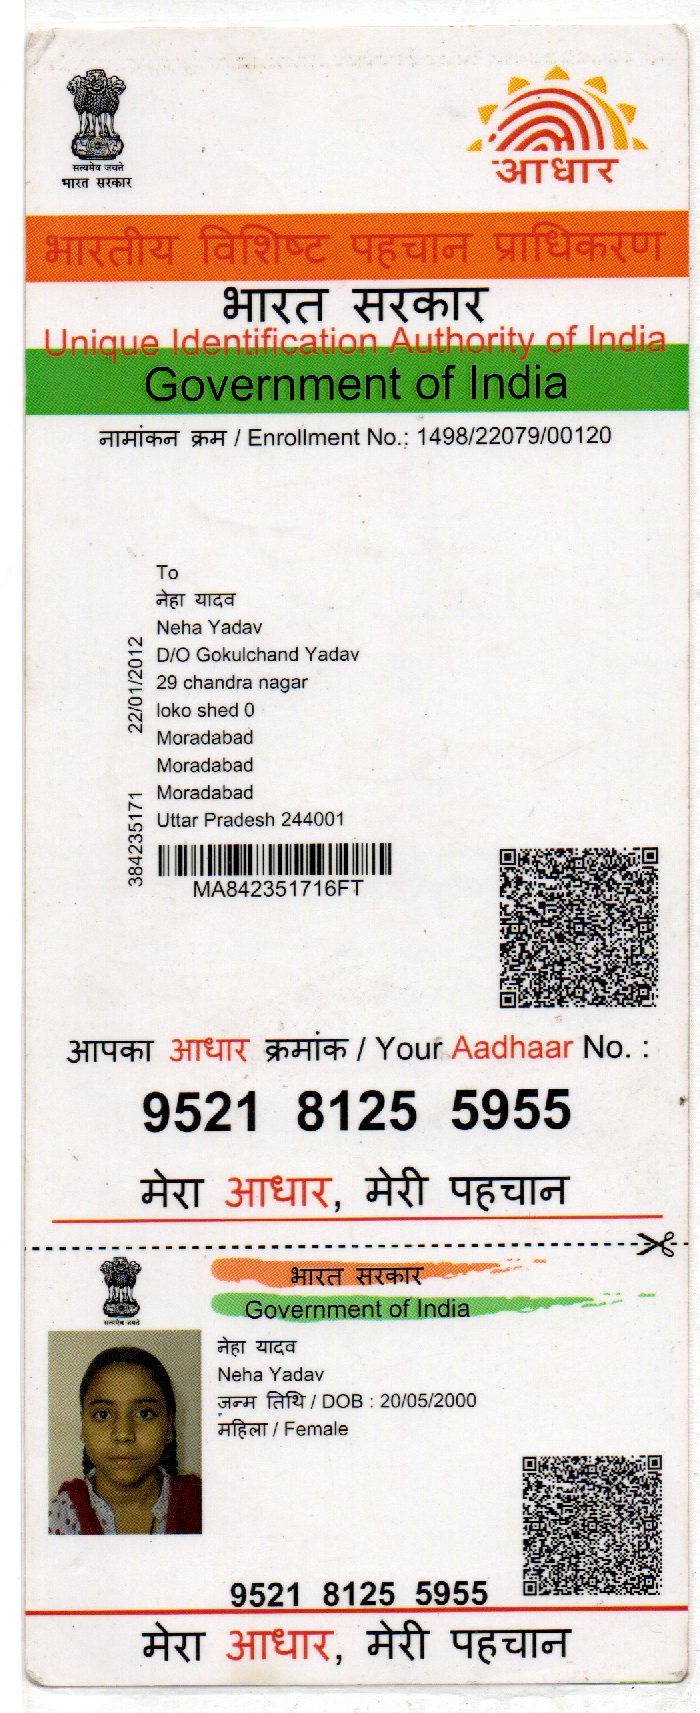 सत्यमेव जयते
भारत सरकार
आधार
भारतीय विशिष्ट पहचान प्राधिकरण
भारत सरकार
Unique Identification Authority of India
Government of India
नामांकन क्रम / Enrollment No.: 1498/22079/00120
To
नेहा यादव
Neha Yadav
D/O Gokulchand Yadav
29 chandra nagar
loko shed 0
Moradabad
Moradabad
Moradabad
Uttar Pradesh 244001
384235171 22/01/2012
MA842351716FT
आपका आधार क्रमांक / Your Aadhaar No. :
9521 8125 5955
मेरा आधार, मेरी पहचान
सत्यमेव जयते
भारत सरकार
Government of India
नेहा यादव
Neha Yadav
जन्म तिथि / DOB : 20/05/2000
महिला / Female
9521 8125 5955
मेरा आधार, मेरी पहचान